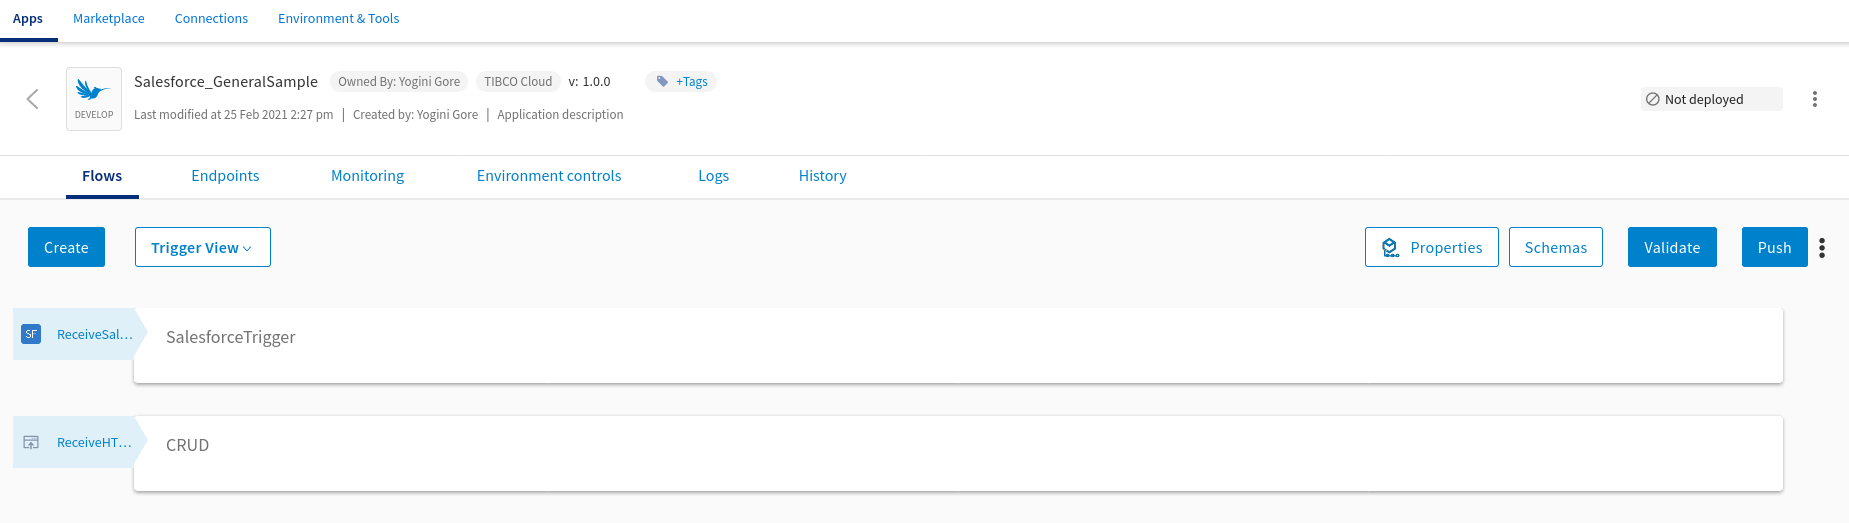 Apps Marketplace Connections Environment & Tools
Salesforce_GeneralSample Owned By: Yogini Gore TIBCO Cloud v: 1.0.0 +Tags
DEVELOP
Last modified at 25 Feb 2021 2:27 pm | Created by: Yogini Gore | Application description
Not deployed
Flows Endpoints Monitoring Environment controls Logs History
Create Trigger View Properties Schemas Validate Push
SF ReceiveSal... SalesforceTrigger
ReceiveHT... CRUD